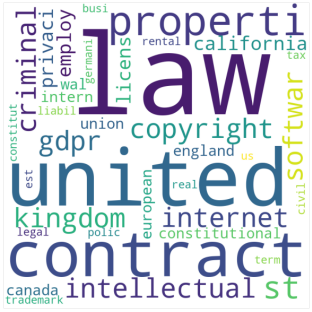 busi
rental
properti
criminal
privaci
employ
california
tax
germani
wal
licens
law
intern
liabil
constitut
union
copyright
softwar
gdpr
england
us
united
est
european
real
civil
kingdom
internet
constitutional
legal
polic
contract
term
canada
intellectual
st
trademark